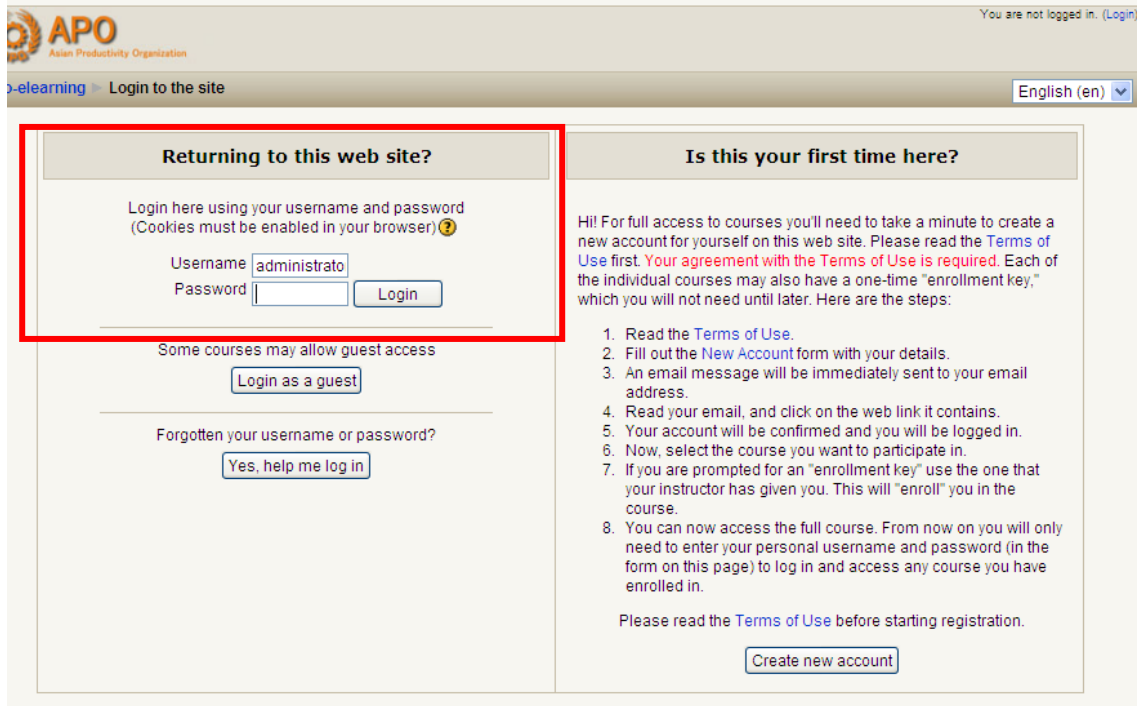 You are not logged in. (Login)
APO
Asian Productivity Organization
-elearning ► Login to the site
English (en)
Returning to this web site?
Login here using your username and password
(Cookies must be enabled in your browser) ?
Username administrato
Password
Login
Some courses may allow guest access
Login as a guest
Forgotten your username or password?
Yes, help me log in
Is this your first time here?
Hi! For full access to courses you'll need to take a minute to create a
new account for yourself on this web site. Please read the Terms of
Use first. Your agreement with the Terms of Use is required. Each of
the individual courses may also have a one-time "enrollment key,"
which you will not need until later. Here are the steps:
1. Read the Terms of Use.
2. Fill out the New Account form with your details.
3. An email message will be immediately sent to your email
address.
4. Read your email, and click on the web link it contains.
5. Your account will be confirmed and you will be logged in.
6. Now, select the course you want to participate in.
7. If you are prompted for an "enrollment key" use the one that
your instructor has given you. This will "enroll" you in the
course.
8. You can now access the full course. From now on you will only
need to enter your personal username and password (in the
form on this page) to log in and access any course you have
enrolled in.
Please read the Terms of Use before starting registration.
Create new account